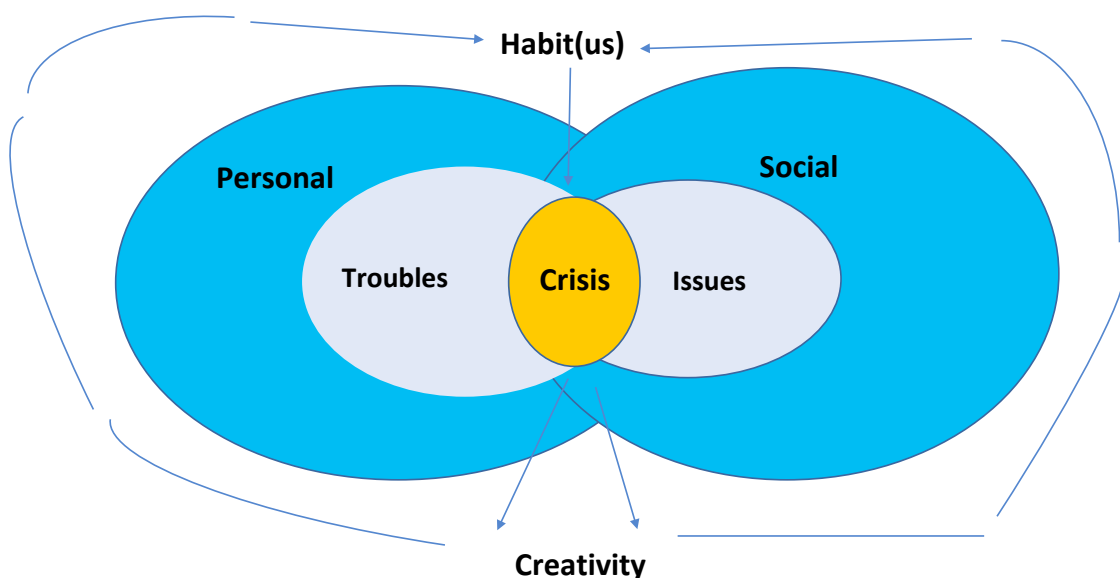 Habit(us)
Personal
Social
Troubles
Crisis
Issues
Creativity